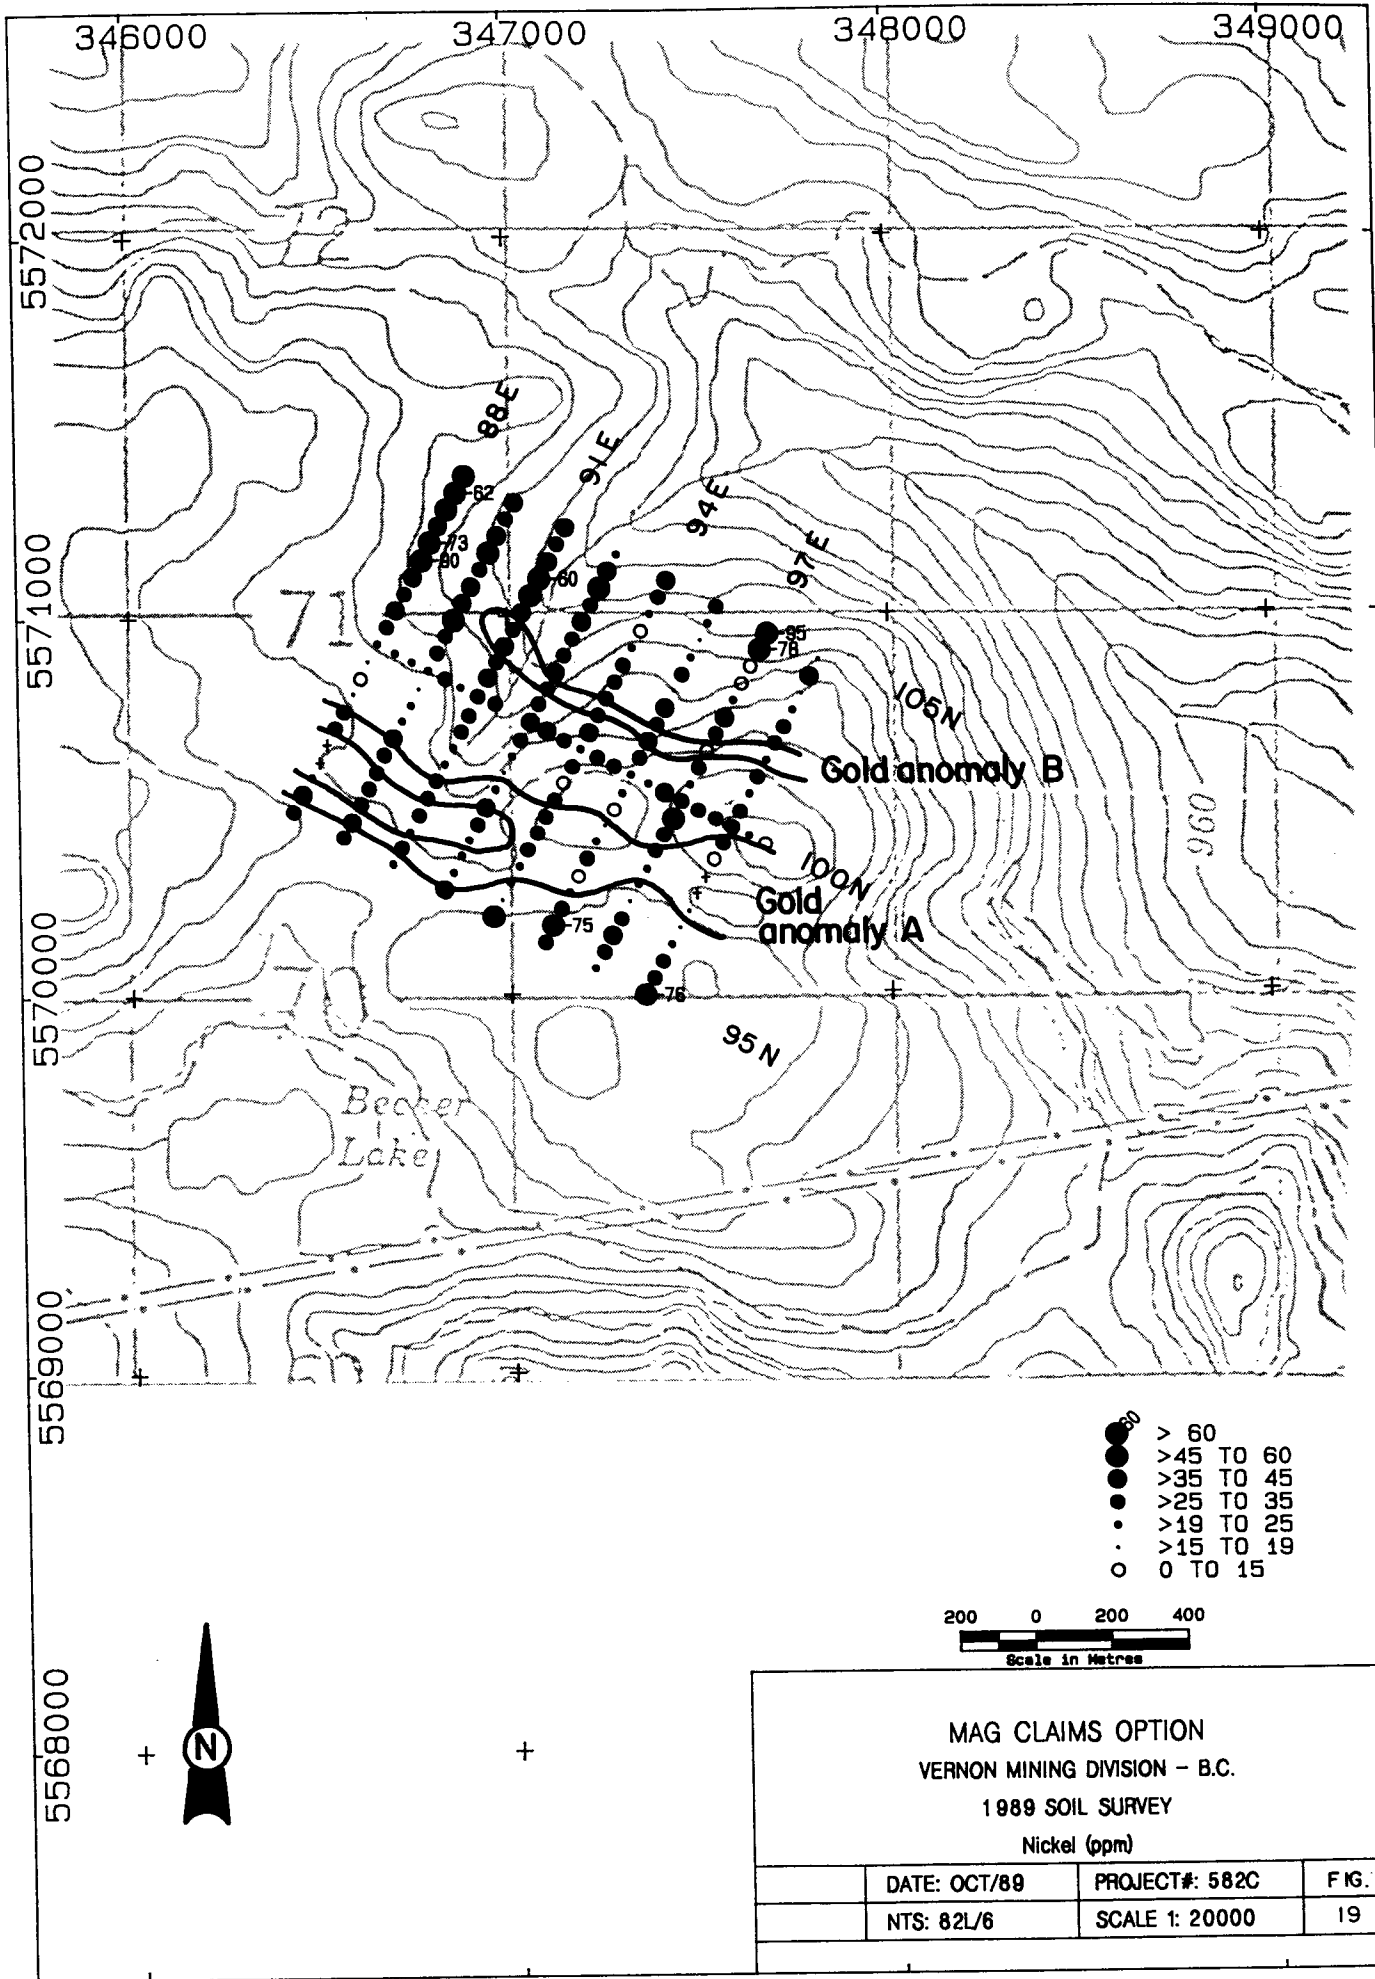 346000 347000 348000 349000
5572000
5571000
5570000
5569000
5568000
12
71
70
88E
91E
94E
97E
-62
-73
-90
-60
-95
-78
105N
Gold anomaly B
960
100N
Gold
anomaly A
-75
-76
95N
Becker
Lake
60
> 60
>45 TO 60
>35 TO 45
>25 TO 35
>19 TO 25
>15 TO 19
0 TO 15
200 0 200 400
Scale in Metres
N
MAG CLAIMS OPTION
VERNON MINING DIVISION - B.C.
1989 SOIL SURVEY
Nickel (ppm)
DATE: OCT/89 PROJECT#: 582C FIG.
NTS: 82L/6 SCALE 1: 20000 19